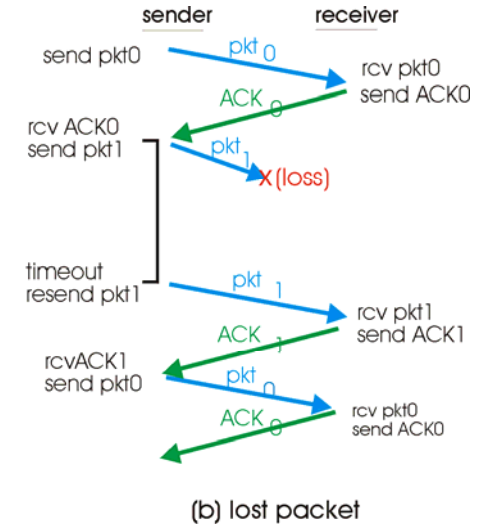 sender receiver
send pkt0
pkt 0
rcv pkt0
send ACK0
ACK 0
rcv ACK0
send pkt1
pkt 1
X (loss)
timeout
resend pkt1
pkt 1
rcv pkt1
send ACK1
ACK 1
rcvACK1
send pkt0
pkt 0
rcv pkt0
send ACK0
ACK 0
(b) lost packet